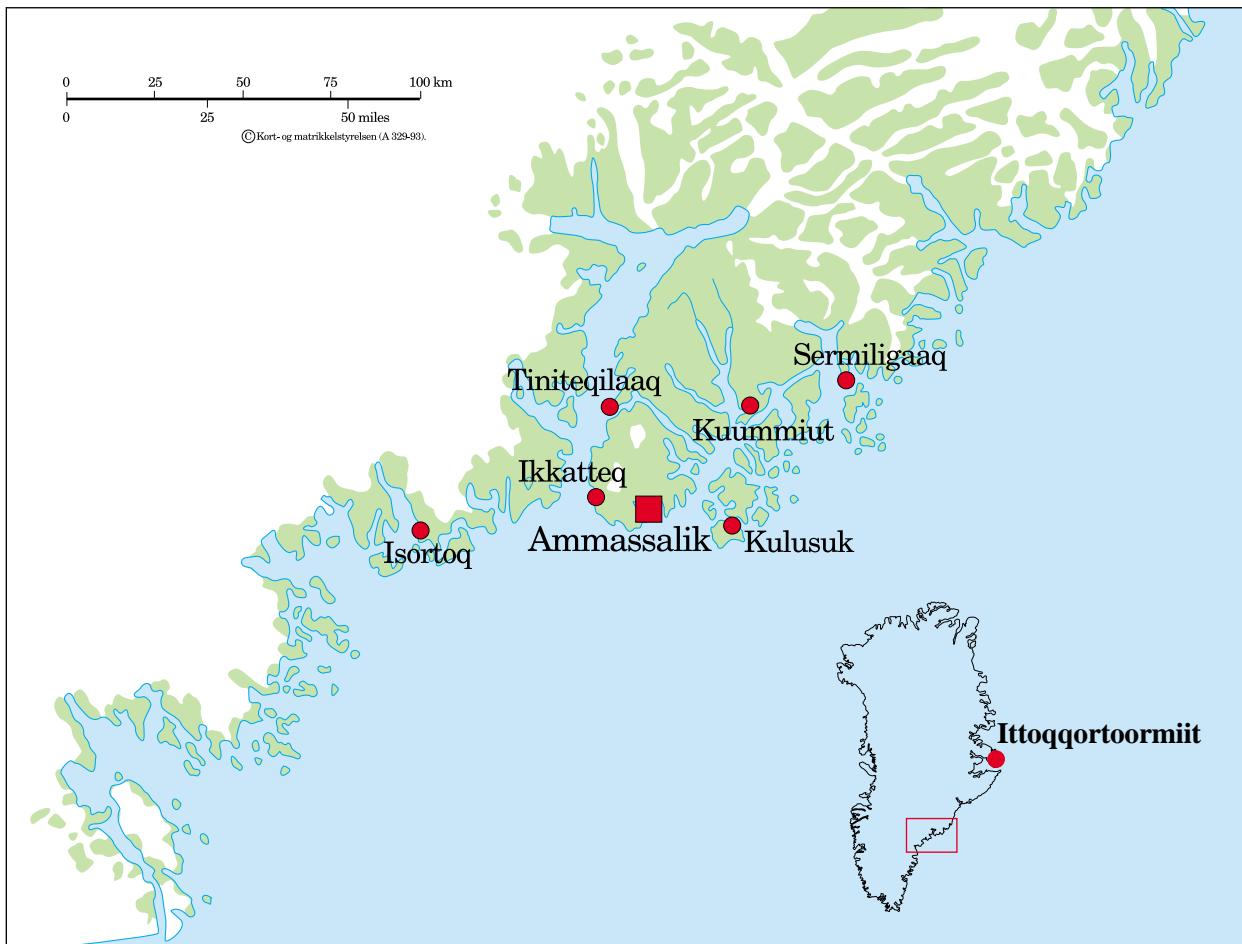 0 25 50 75 100 km
0 25 50 miles
©Kort- og matrikkelstyrelsen (A 329-93).
Sermiligaaq
Tiniteqilaaq
Kuummiut
Ikkatteq
Ammassalik
Kulusuk
Isortoq
Ittoqqortoormiit